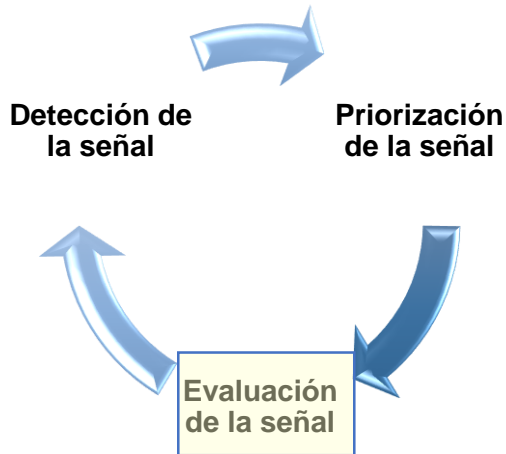 Detección de
la señal
Priorización
de la señal
Evaluación
de la señal